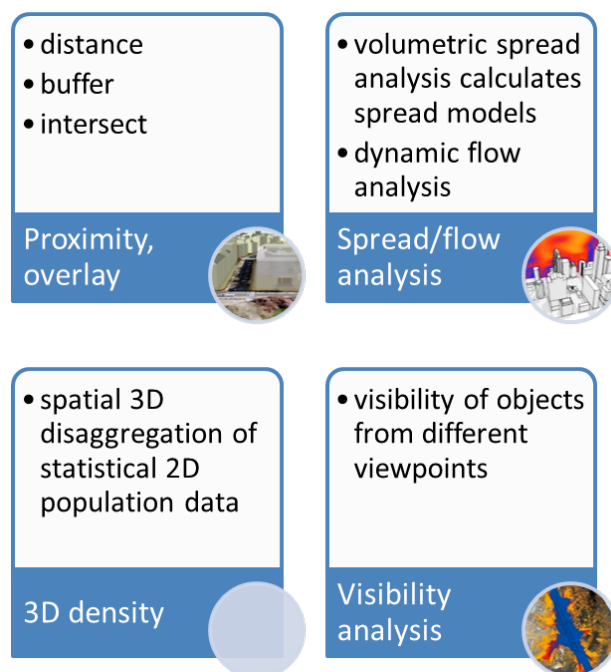 • distance
• buffer
• intersect
Proximity,
overlay
• volumetric spread
analysis calculates
spread models
• dynamic flow
analysis
Spread/flow
analysis
• spatial 3D
disaggregation of
statistical 2D
population data
3D density
• visibility of objects
from different
viewpoints
Visibility
analysis